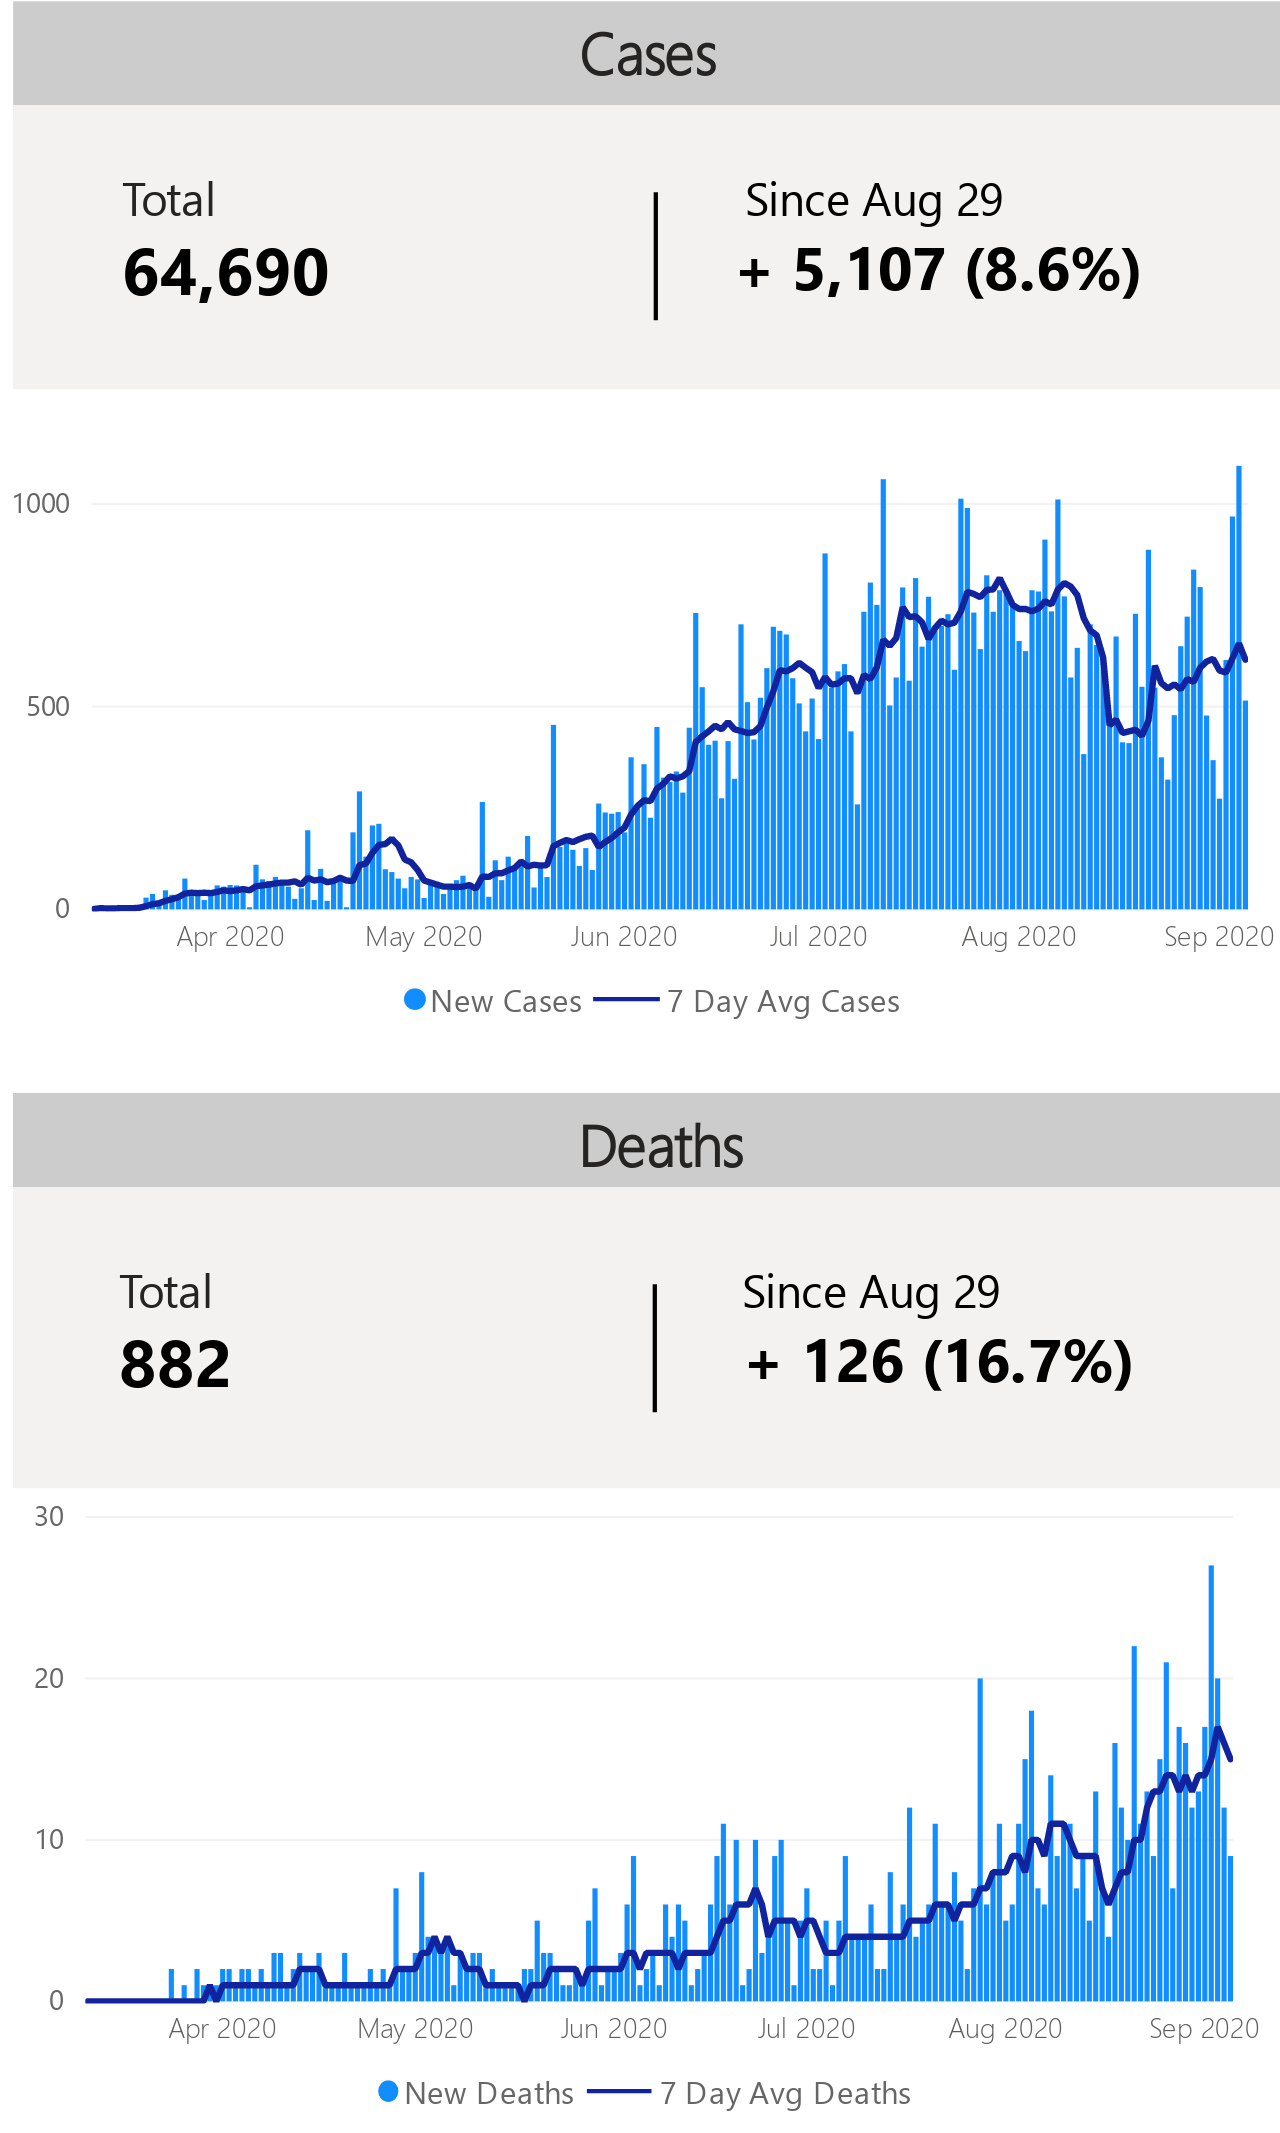 Cases
Total
Since Aug 29
64,690
+ 5,107 (8.6%)
1000
500
0
Apr 2020
May 2020
Jun 2020
Jul 2020
Aug 2020
Sep 2020
New Cases
7 Day Avg Cases
Deaths
Total
Since Aug 29
882
+ 126 (16.7%)
30
20
10
0
Apr 2020
May 2020
Jun 2020
Jul 2020
Aug 2020
Sep 2020
New Deaths
7 Day Avg Deaths